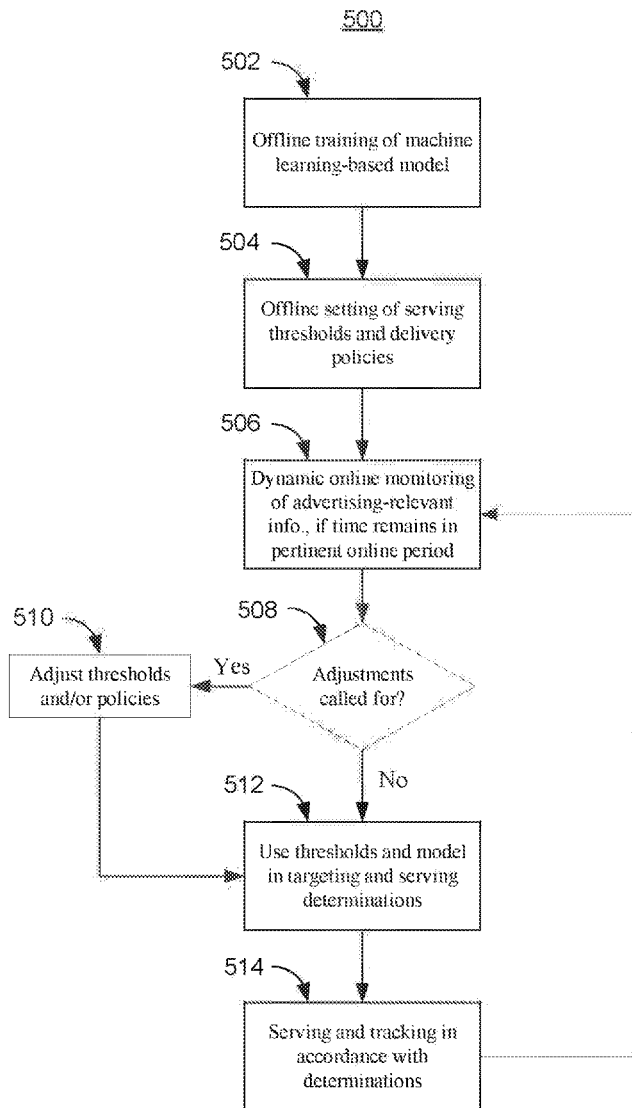 500
502
Offline training of machine
learning-based model
504
Offline setting of serving
thresholds and delivery
policies
506
Dynamic online monitoring
of advertising-relevant
info., if time remains in
pertinent online period
508
Adjustments
called for?
510
Yes
Adjust thresholds
and/or policies
No
512
Use thresholds and model
in targeting and serving
determinations
514
Serving and tracking in
accordance with
determinations